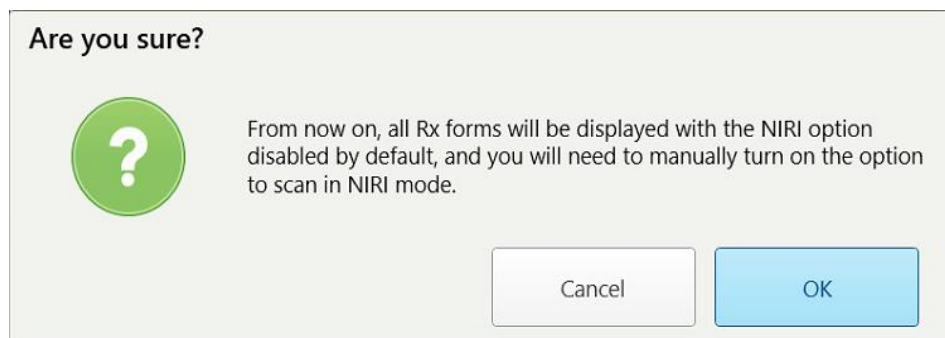 Are you sure?
?
From now on, all Rx forms will be displayed with the NIRI option
disabled by default, and you will need to manually turn on the option
to scan in NIRI mode.
Cancel
OK